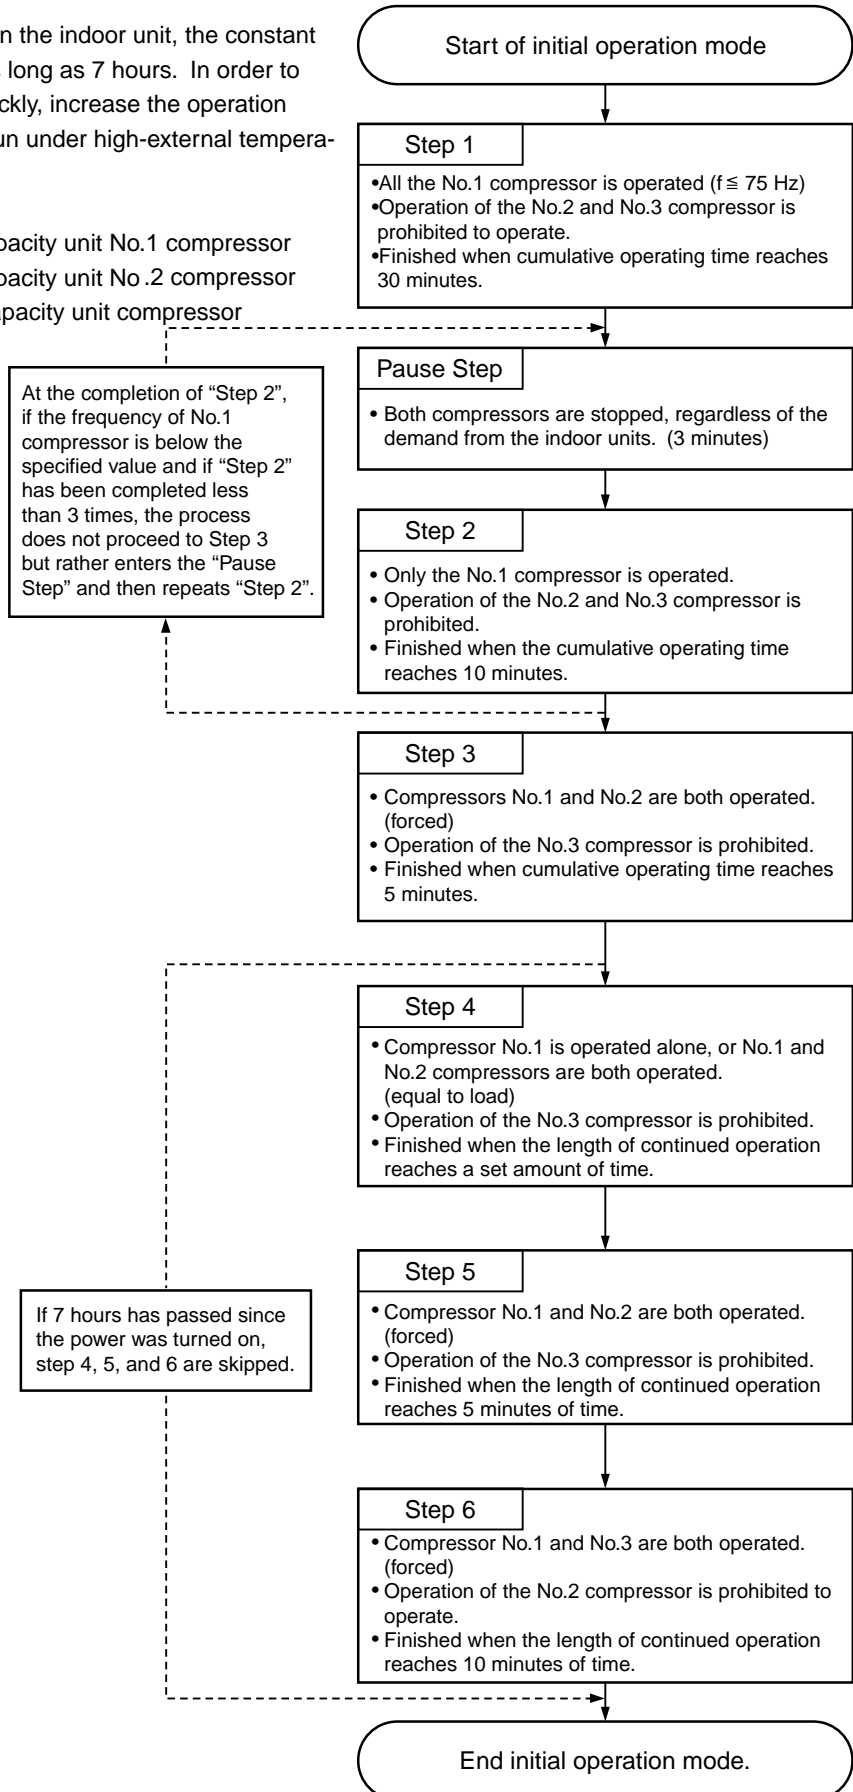 n the indoor unit, the constant
s long as 7 hours. In order to
ckly, increase the operation
un under high-external tempera-
pacity unit No.1 compressor
pacity unit No.2 compressor
apacity unit compressor
Start of initial operation mode
Step 1
•All the No.1 compressor is operated (f ≦ 75 Hz)
•Operation of the No.2 and No.3 compressor is
prohibited to operate.
•Finished when cumulative operating time reaches
30 minutes.
Pause Step
• Both compressors are stopped, regardless of the
demand from the indoor units. (3 minutes)
At the completion of “Step 2”,
if the frequency of No.1
compressor is below the
specified value and if “Step 2”
has been completed less
than 3 times, the process
does not proceed to Step 3
but rather enters the “Pause
Step” and then repeats “Step 2”.
Step 2
• Only the No.1 compressor is operated.
• Operation of the No.2 and No.3 compressor is
prohibited.
• Finished when the cumulative operating time
reaches 10 minutes.
Step 3
• Compressors No.1 and No.2 are both operated.
(forced)
• Operation of the No.3 compressor is prohibited.
• Finished when cumulative operating time reaches
5 minutes.
Step 4
• Compressor No.1 is operated alone, or No.1 and
No.2 compressors are both operated.
(equal to load)
• Operation of the No.3 compressor is prohibited.
• Finished when the length of continued operation
reaches a set amount of time.
If 7 hours has passed since
the power was turned on,
step 4, 5, and 6 are skipped.
Step 5
• Compressor No.1 and No.2 are both operated.
(forced)
• Operation of the No.3 compressor is prohibited.
• Finished when the length of continued operation
reaches 5 minutes of time.
Step 6
• Compressor No.1 and No.3 are both operated.
(forced)
• Operation of the No.2 compressor is prohibited to
operate.
• Finished when the length of continued operation
reaches 10 minutes of time.
End initial operation mode.